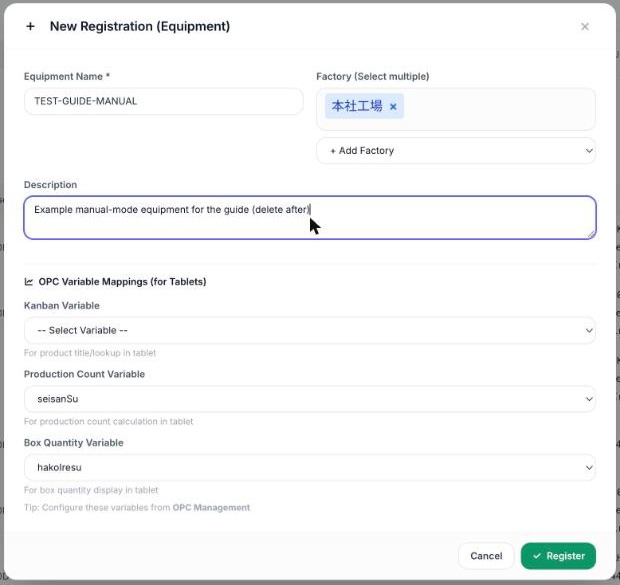 + New Registration (Equipment) ×
Equipment Name *
TEST-GUIDE-MANUAL
Factory (Select multiple)
本社工場 ×
+ Add Factory
Description
Example manual-mode equipment for the guide (delete after)
OPC Variable Mappings (for Tablets)
Kanban Variable
-- Select Variable --
For product title/lookup in tablet
Production Count Variable
seisanSu
For production count calculation in tablet
Box Quantity Variable
hakoIresu
For box quantity display in tablet
Tip: Configure these variables from OPC Management
Cancel
✓ Register